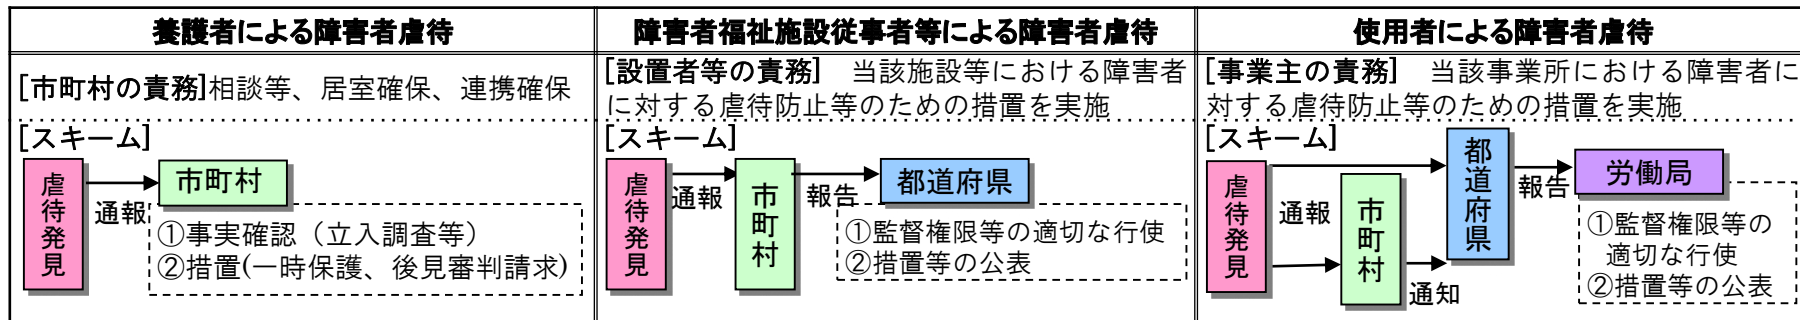 養護者による障害者虐待
[市町村の責務]相談等、居室確保、連携確保
[スキーム]
虐待発見
通報
市町村
①事実確認（立入調査等）
②措置(一時保護、後見審判請求)
障害者福祉施設従事者等による障害者虐待
[設置者等の責務]　当該施設等における障害者
に対する虐待防止等のための措置を実施
[スキーム]
虐待発見
通報
市町村
報告
都道府県
①監督権限等の適切な行使
②措置等の公表
使用者による障害者虐待
[事業主の責務]　当該事業所における障害者に
対する虐待防止等のための措置を実施
[スキーム]
虐待発見
通報
市町村
通知
都道府県
報告
労働局
①監督権限等の
適切な行使
②措置等の公表